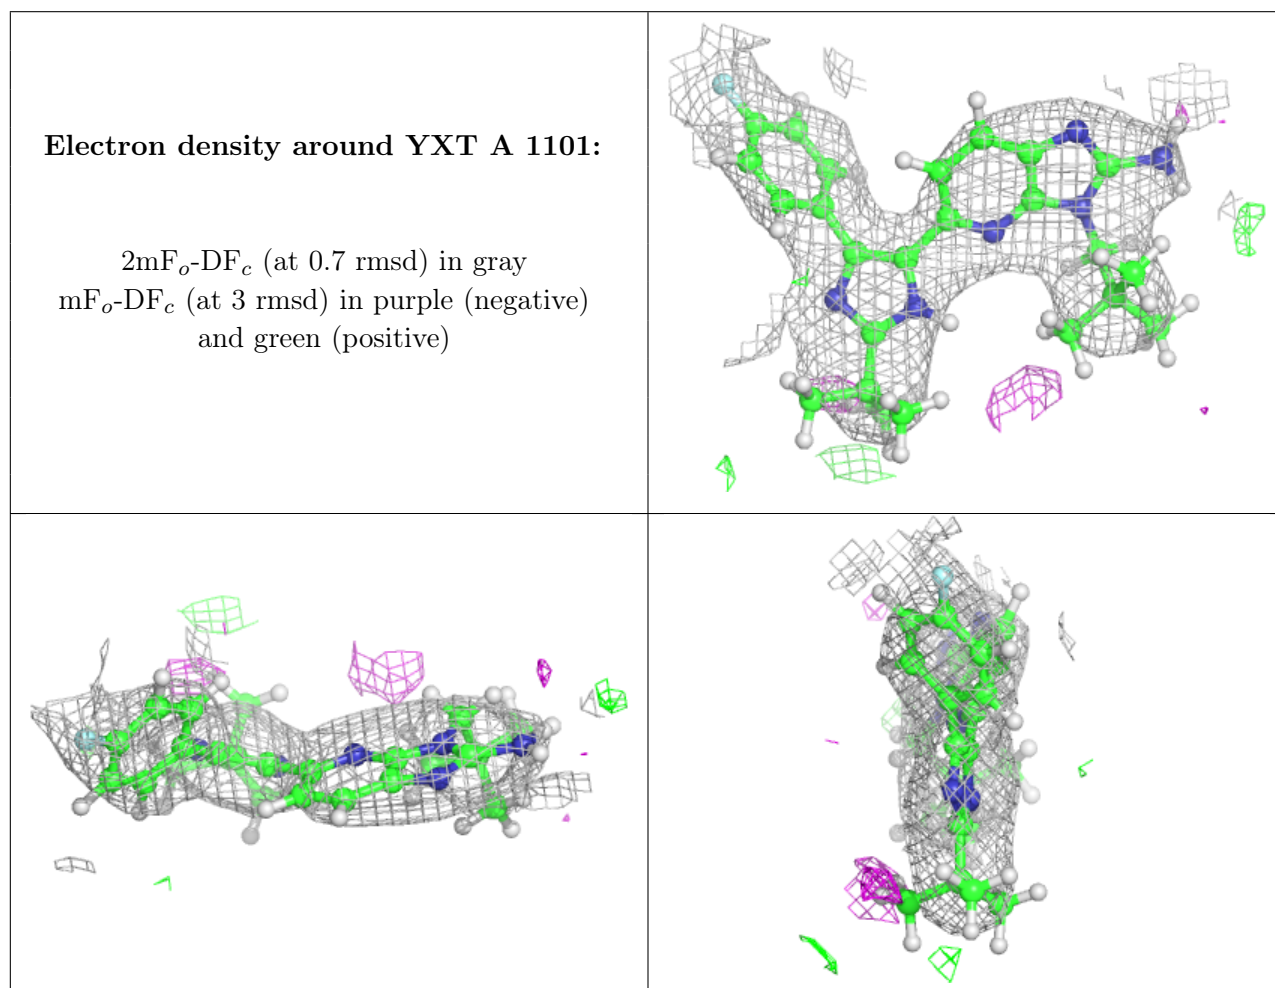 Electron density around YXT A 1101:
2mFo-DFc (at 0.7 rmsd) in gray
mFo-DFc (at 3 rmsd) in purple (negative)
and green (positive)